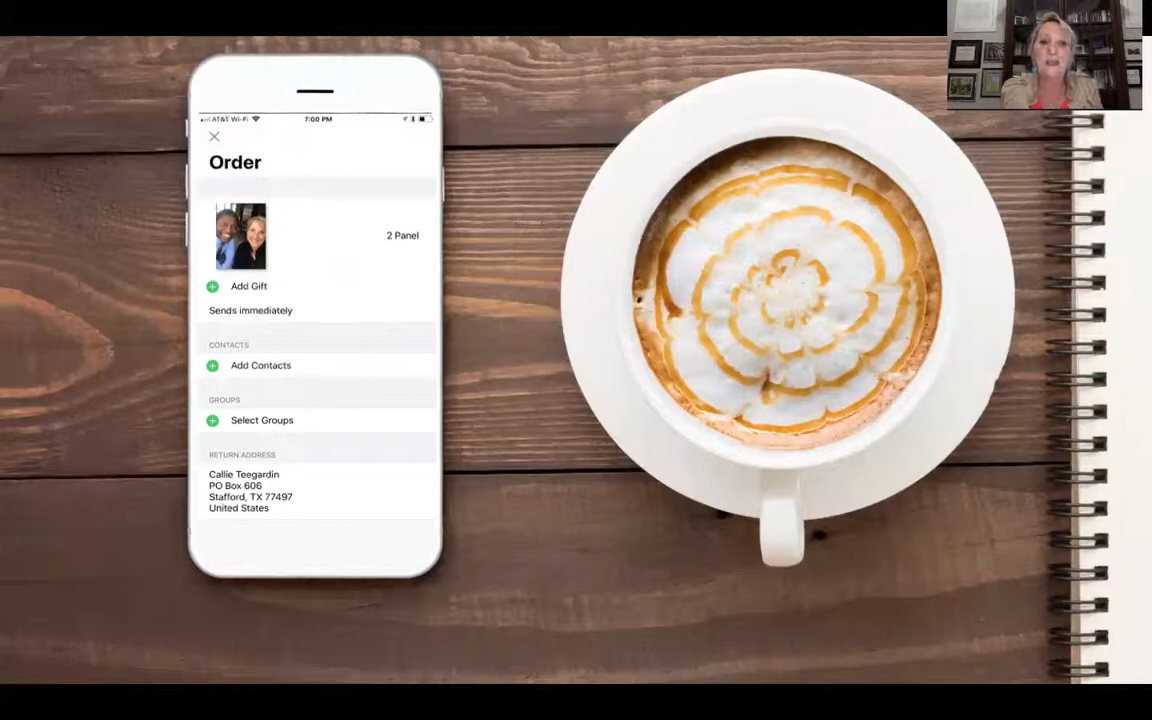 AT&T Wi-Fi 7:00 PM
Order
2 Panel
Add Gift
Sends immediately
CONTACTS
Add Contacts
GROUPS
Select Groups
RETURN ADDRESS
Callie Teegardin
PO Box 606
Stafford, TX 77497
United States